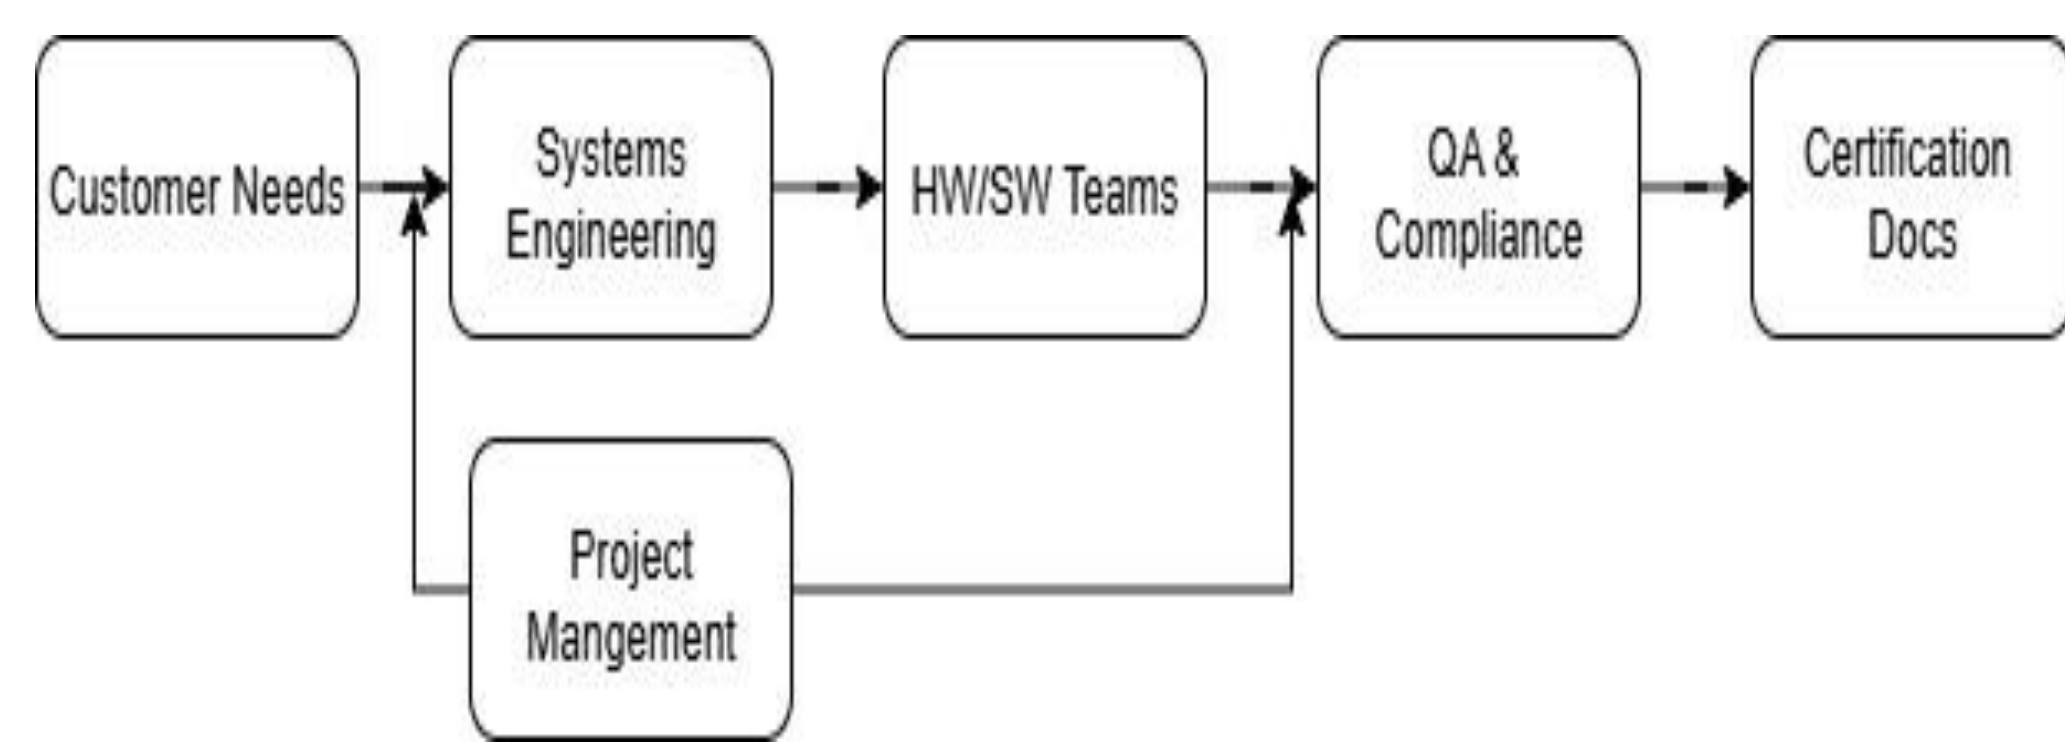 Customer Needs
Systems
Engineering
HW/SW Teams
QA &
Compliance
Certification
Docs
Project
Mangement